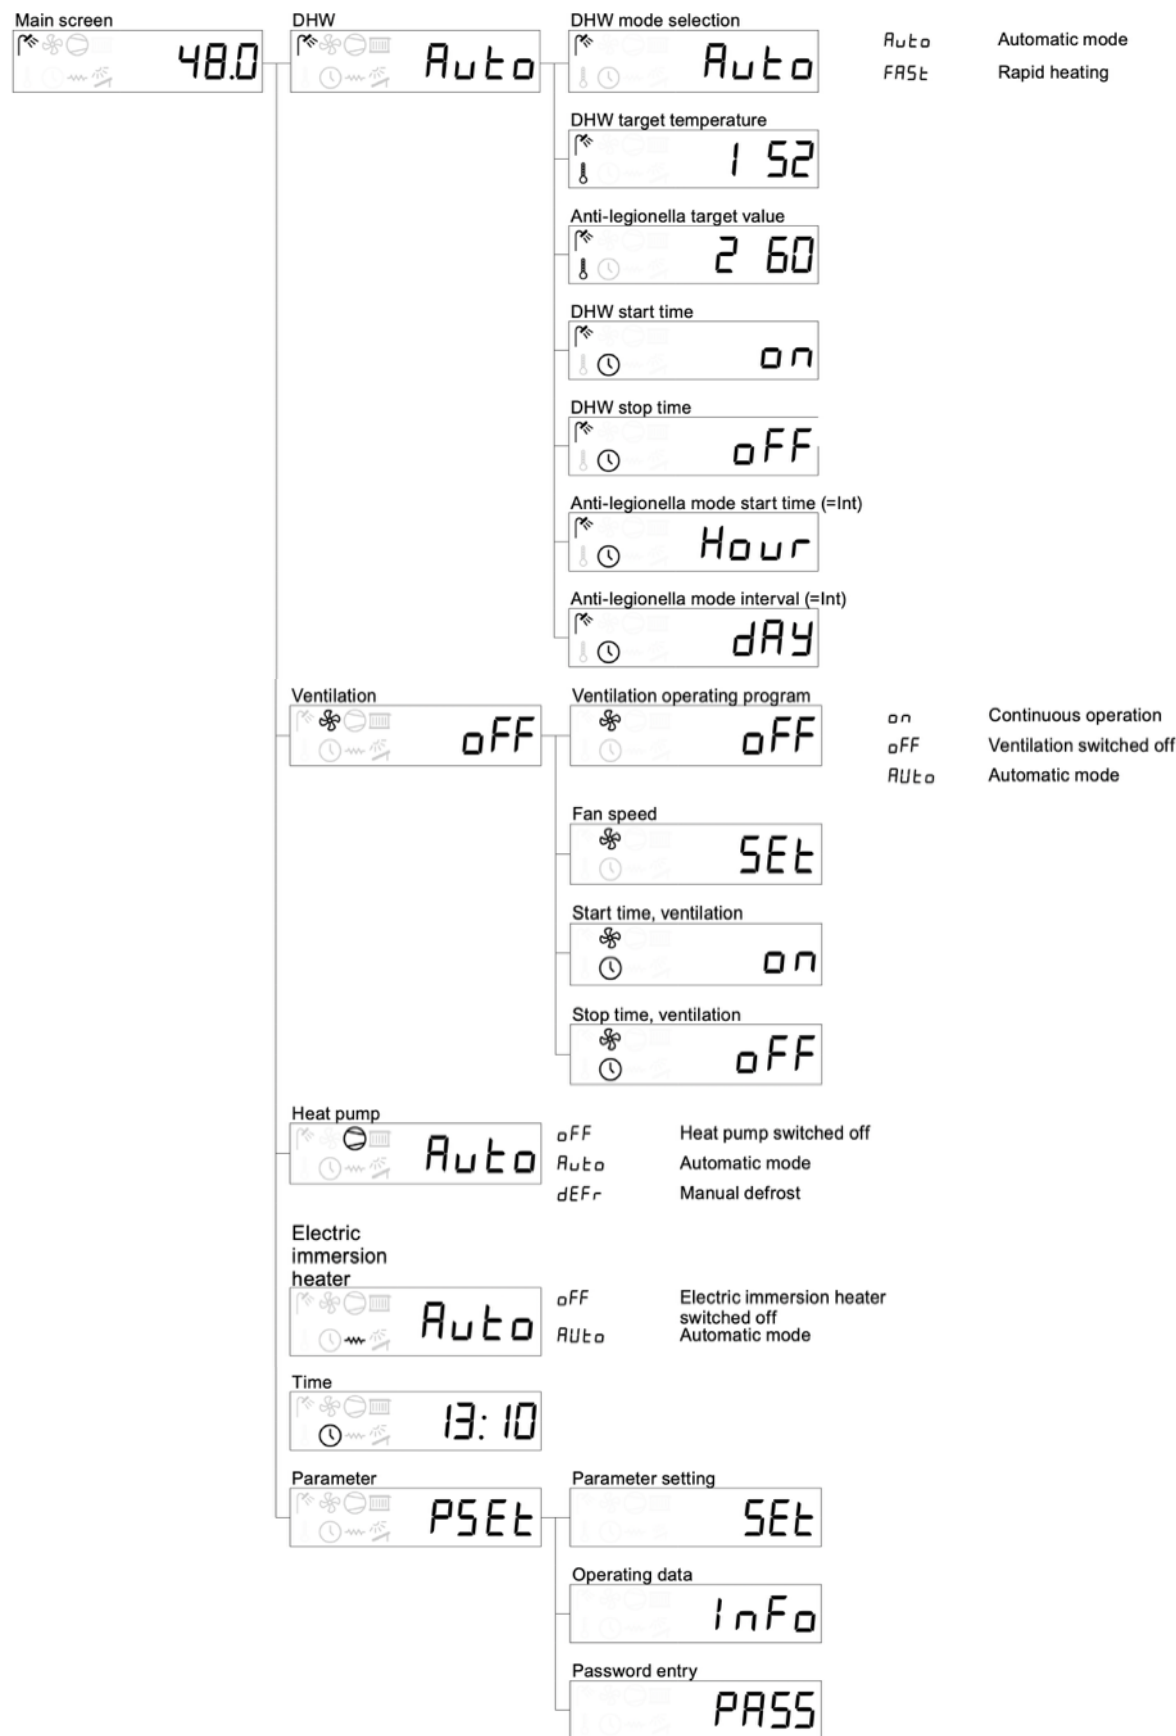 Main screen
48.0
DHW
Auto
DHW mode selection
Auto
Auto Automatic mode
FASt Rapid heating
DHW target temperature
1 52
Anti-legionella target value
2 60
DHW start time
on
DHW stop time
oFF
Anti-legionella mode start time (=Int)
Hour
Anti-legionella mode interval (=Int)
dAY
Ventilation
oFF
Ventilation operating program
oFF
on Continuous operation
oFF Ventilation switched off
AUto Automatic mode
Fan speed
SEt
Start time, ventilation
on
Stop time, ventilation
oFF
Heat pump
Auto
oFF Heat pump switched off
Auto Automatic mode
dEFr Manual defrost
Electric
immersion
heater
Auto
oFF Electric immersion heater
switched off
AUto Automatic mode
Time
13:10
Parameter
PSEt
Parameter setting
SEt
Operating data
InFo
Password entry
PASS